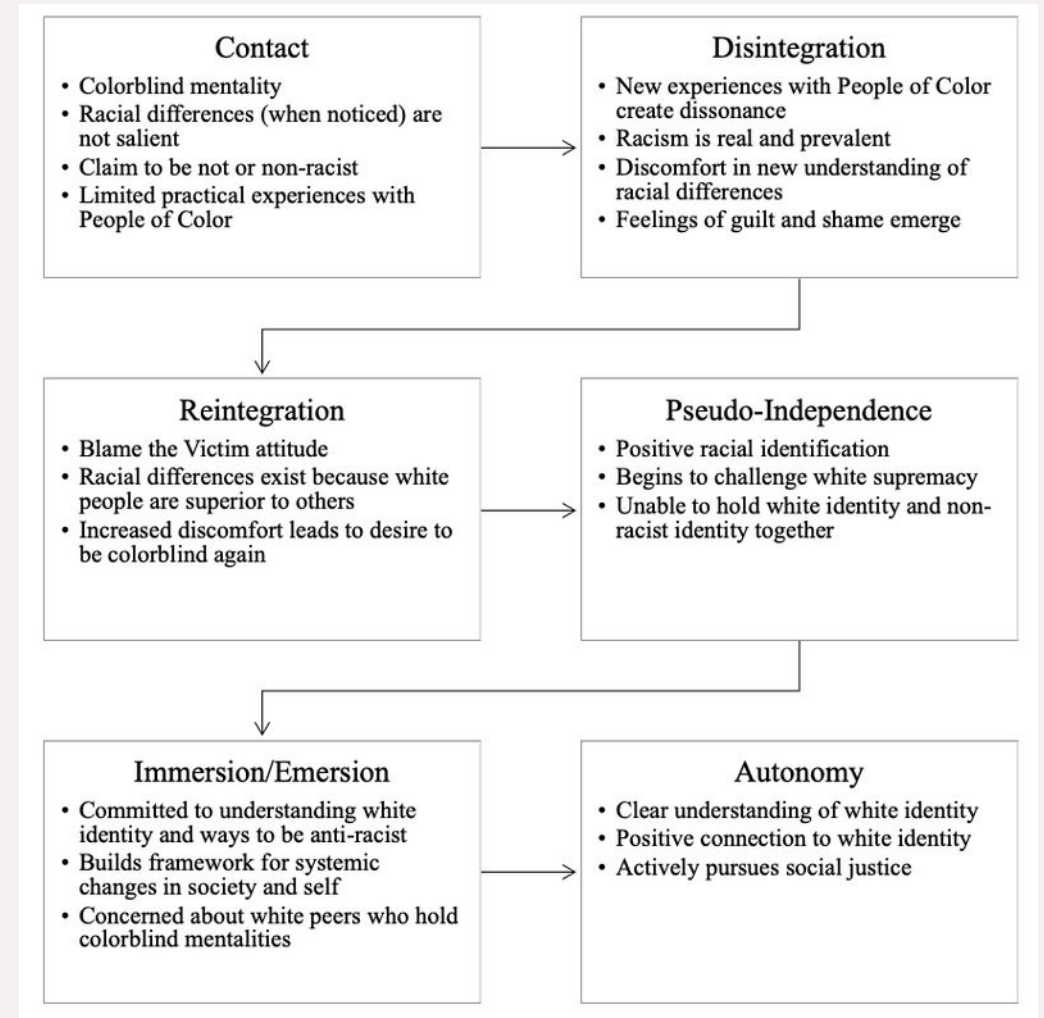 Contact
• Colorblind mentality
• Racial differences (when noticed) are
not salient
• Claim to be not or non-racist
• Limited practical experiences with
People of Color
Disintegration
• New experiences with People of Color
create dissonance
• Racism is real and prevalent
• Discomfort in new understanding of
racial differences
• Feelings of guilt and shame emerge
Reintegration
• Blame the Victim attitude
• Racial differences exist because white
people are superior to others
• Increased discomfort leads to desire to
be colorblind again
Pseudo-Independence
• Positive racial identification
• Begins to challenge white supremacy
• Unable to hold white identity and non-
racist identity together
Immersion/Emersion
• Committed to understanding white
identity and ways to be anti-racist
• Builds framework for systemic
changes in society and self
• Concerned about white peers who hold
colorblind mentalities
Autonomy
• Clear understanding of white identity
• Positive connection to white identity
• Actively pursues social justice